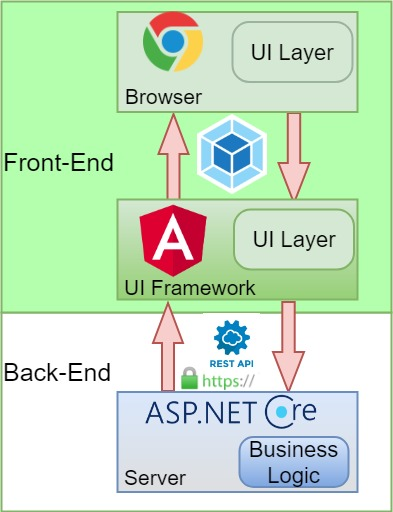 UI Layer
Browser
Front-End
A
UI Layer
UI Framework
REST API
https://
Back-End
ASP.NET Core
Business
Logic
Server